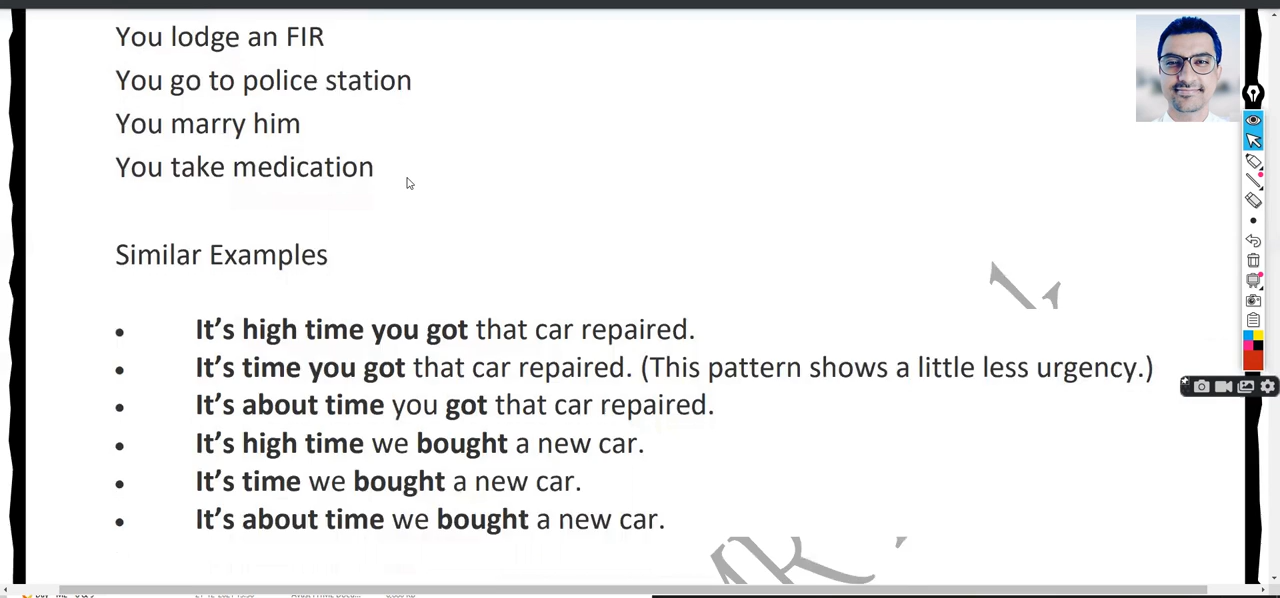 You lodge an FIR
You go to police station
You marry him
You take medication
Similar Examples
• It’s high time you got that car repaired.
• It’s time you got that car repaired. (This pattern shows a little less urgency.)
• It’s about time you got that car repaired.
• It’s high time we bought a new car.
• It’s time we bought a new car.
• It’s about time we bought a new car.